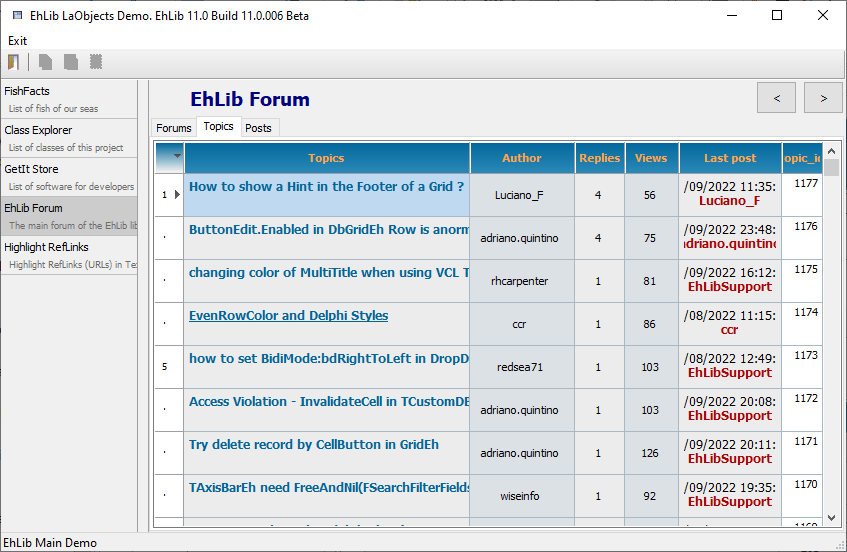 EhLib LaObjects Demo. EhLib 11.0 Build 11.0.006 Beta
Exit
FishFacts
List of fish of our seas
Class Explorer
List of classes of this project
GetIt Store
List of software for developers
EhLib Forum
The main forum of the EhLib lib
Highlight RefLinks
Highlight RefLinks (URLs) in Te
EhLib Forum
< >
Forums Topics Posts
Topics Author Replies Views Last post opic_i
1 How to show a Hint in the Footer of a Grid ? Luciano_F 4 56 /09/2022 11:35: 1177
Luciano_F
ButtonEdit.Enabled in DbGridEh Row is anorm adriano.quintino 4 75 /09/2022 23:48: 1176
adriano.quintino
changing color of MultiTitle when using VCL T rhcarpenter 1 81 /09/2022 16:12: 1175
EhLibSupport
EvenRowColor and Delphi Styles ccr 1 86 /08/2022 11:15: 1174
ccr
5 how to set BidiMode:bdRightToLeft in DropD redsea71 1 103 /08/2022 12:49: 1173
EhLibSupport
Access Violation - InvalidateCell in TCustomDB adriano.quintino 1 103 /09/2022 20:08: 1172
EhLibSupport
Try delete record by CellButton in GridEh adriano.quintino 1 126 /09/2022 20:11: 1171
EhLibSupport
TAxisBarEh need FreeAndNil(FSearchFilterFields wiseinfo 1 92 /09/2022 19:35: 1170
EhLibSupport
EhLib Main Demo